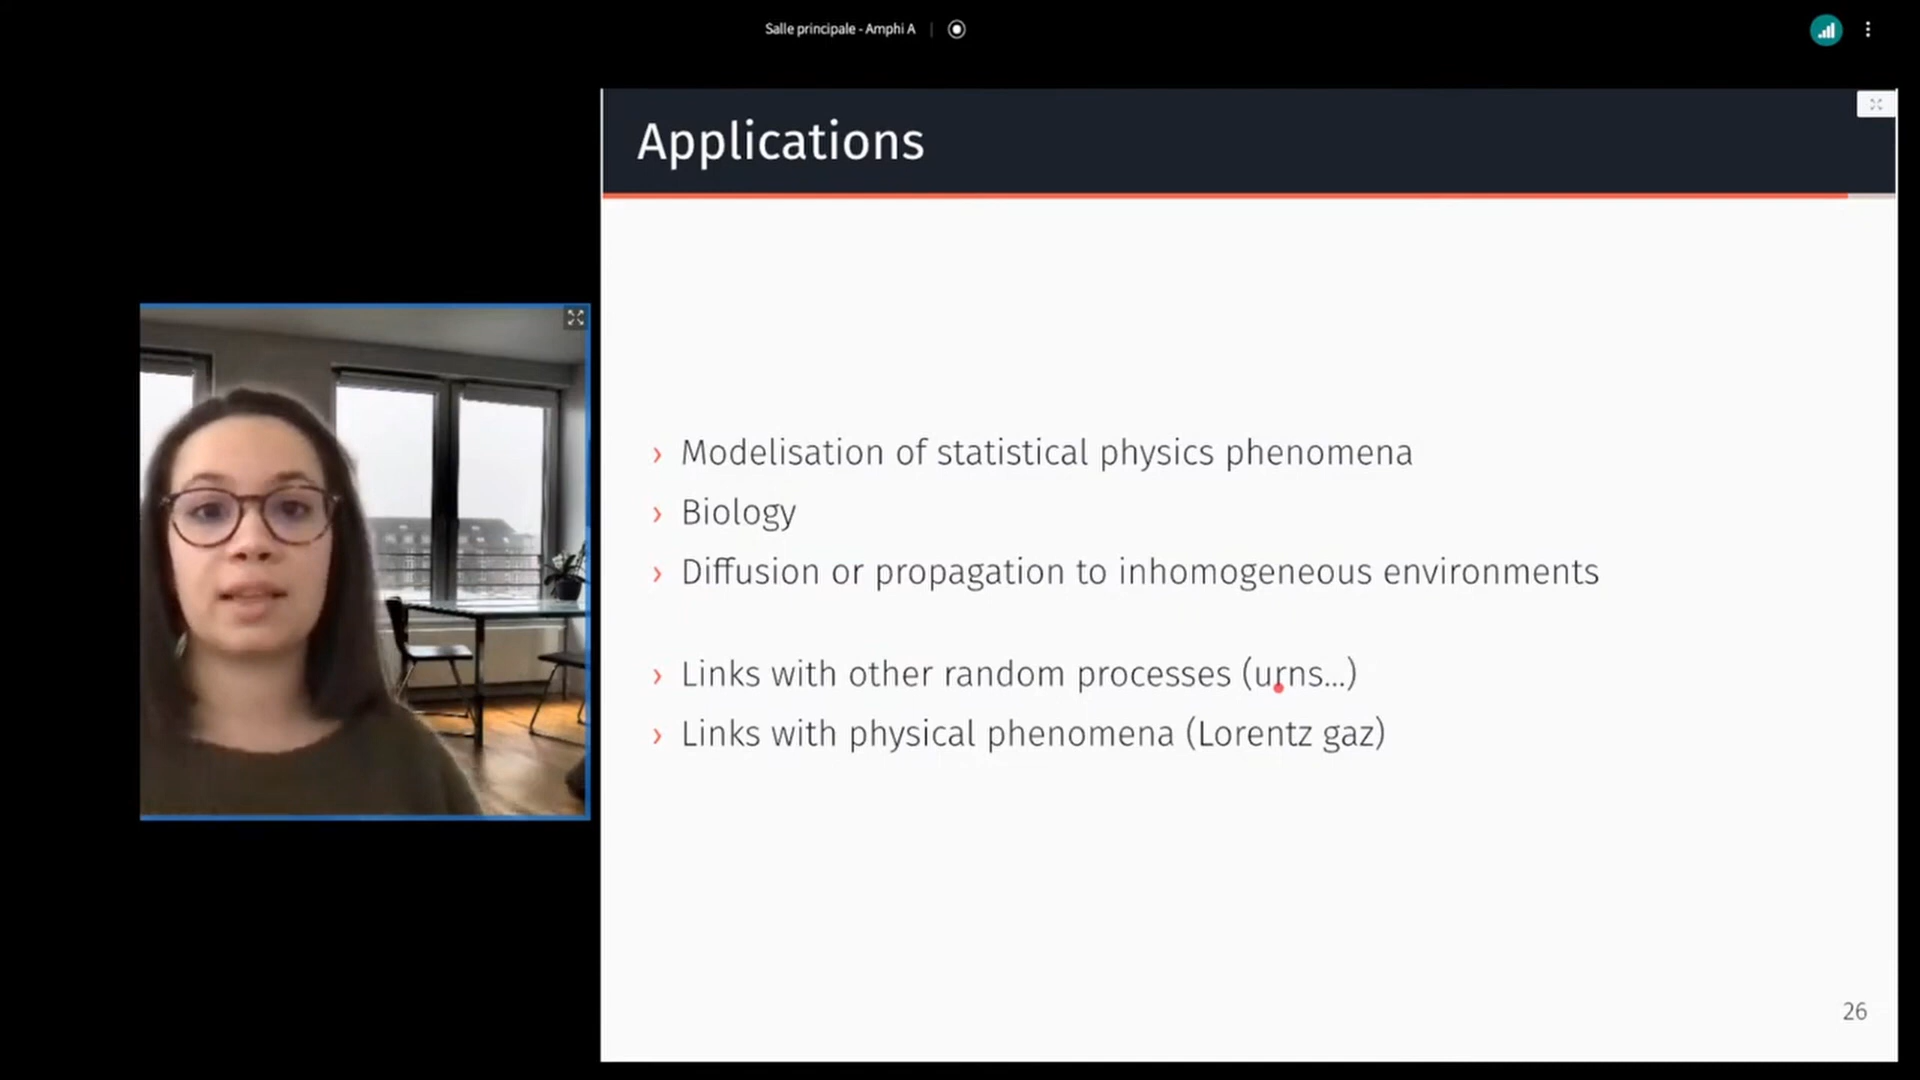 Salle principale - Amphi A
Applications
› Modelisation of statistical physics phenomena
› Biology
› Diffusion or propagation to inhomogeneous environments
› Links with other random processes (urns...)
› Links with physical phenomena (Lorentz gaz)
26